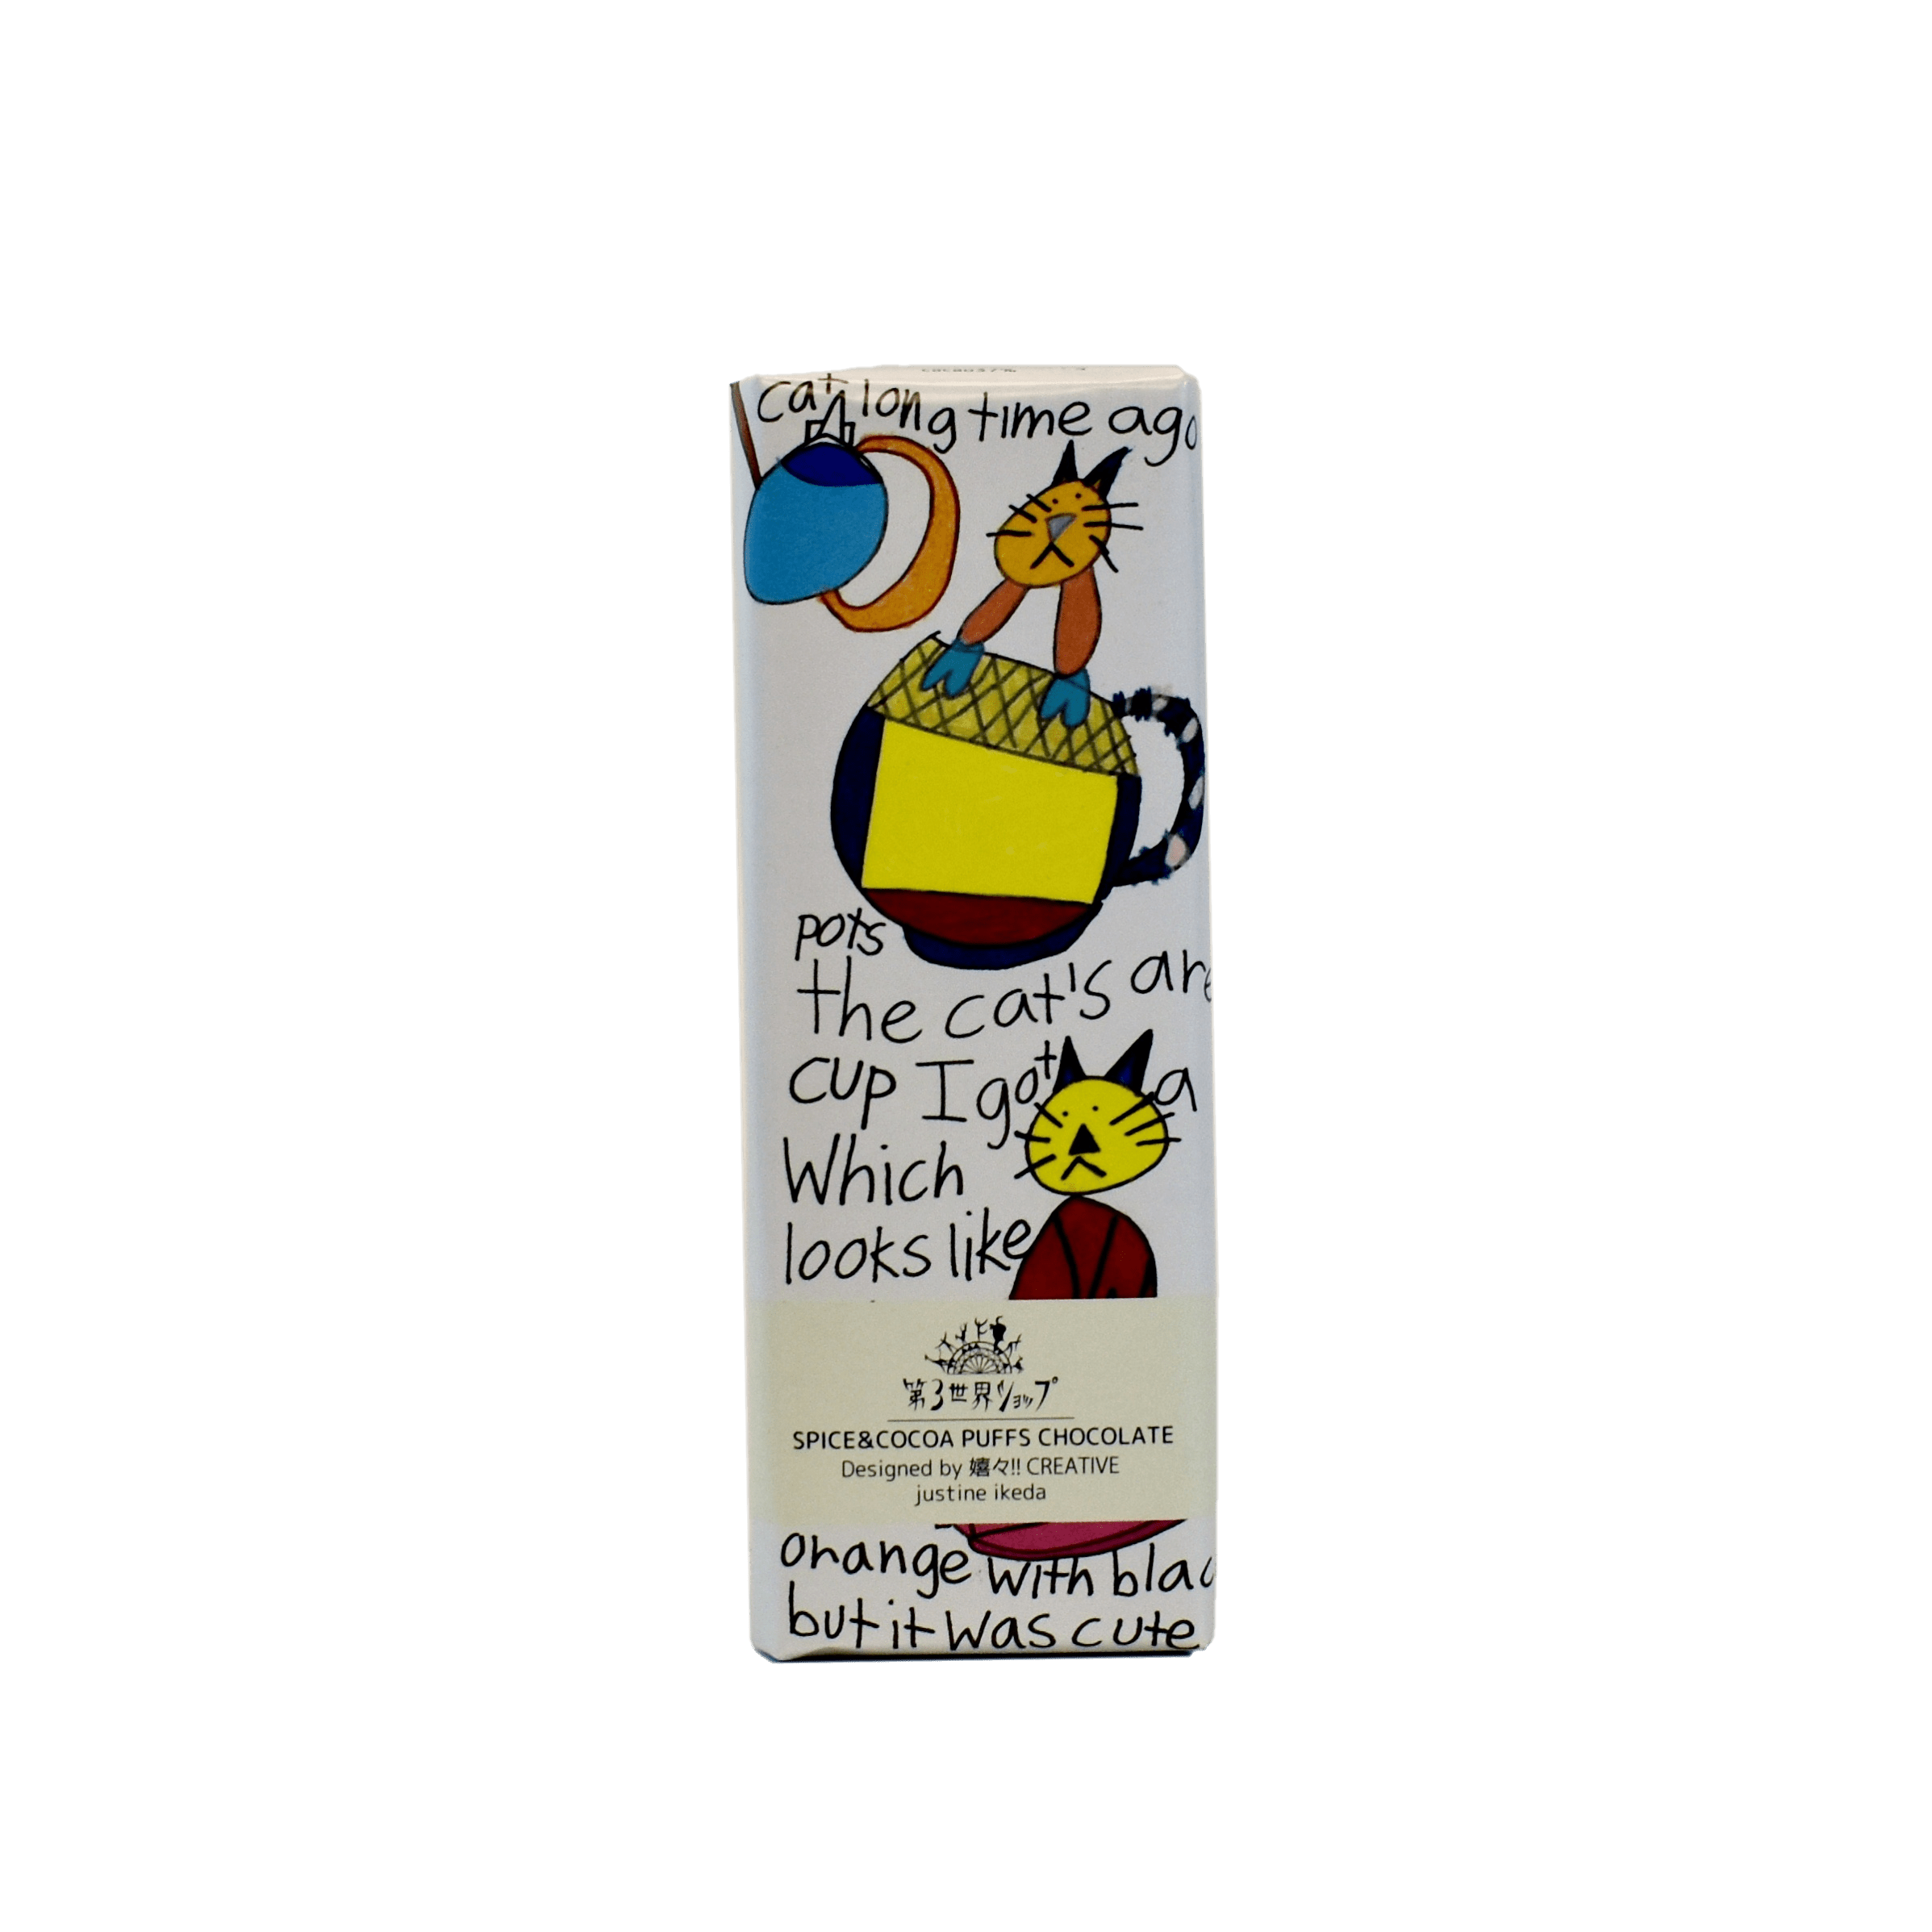 cat long time ago
pots
the cat's are
cup I got a
Which
looks like
第3世界ショップ
SPICE&COCOA PUFFS CHOCOLATE
Designed by 嬉々!! CREATIVE
justine ikeda
orange with blac
but it was cute